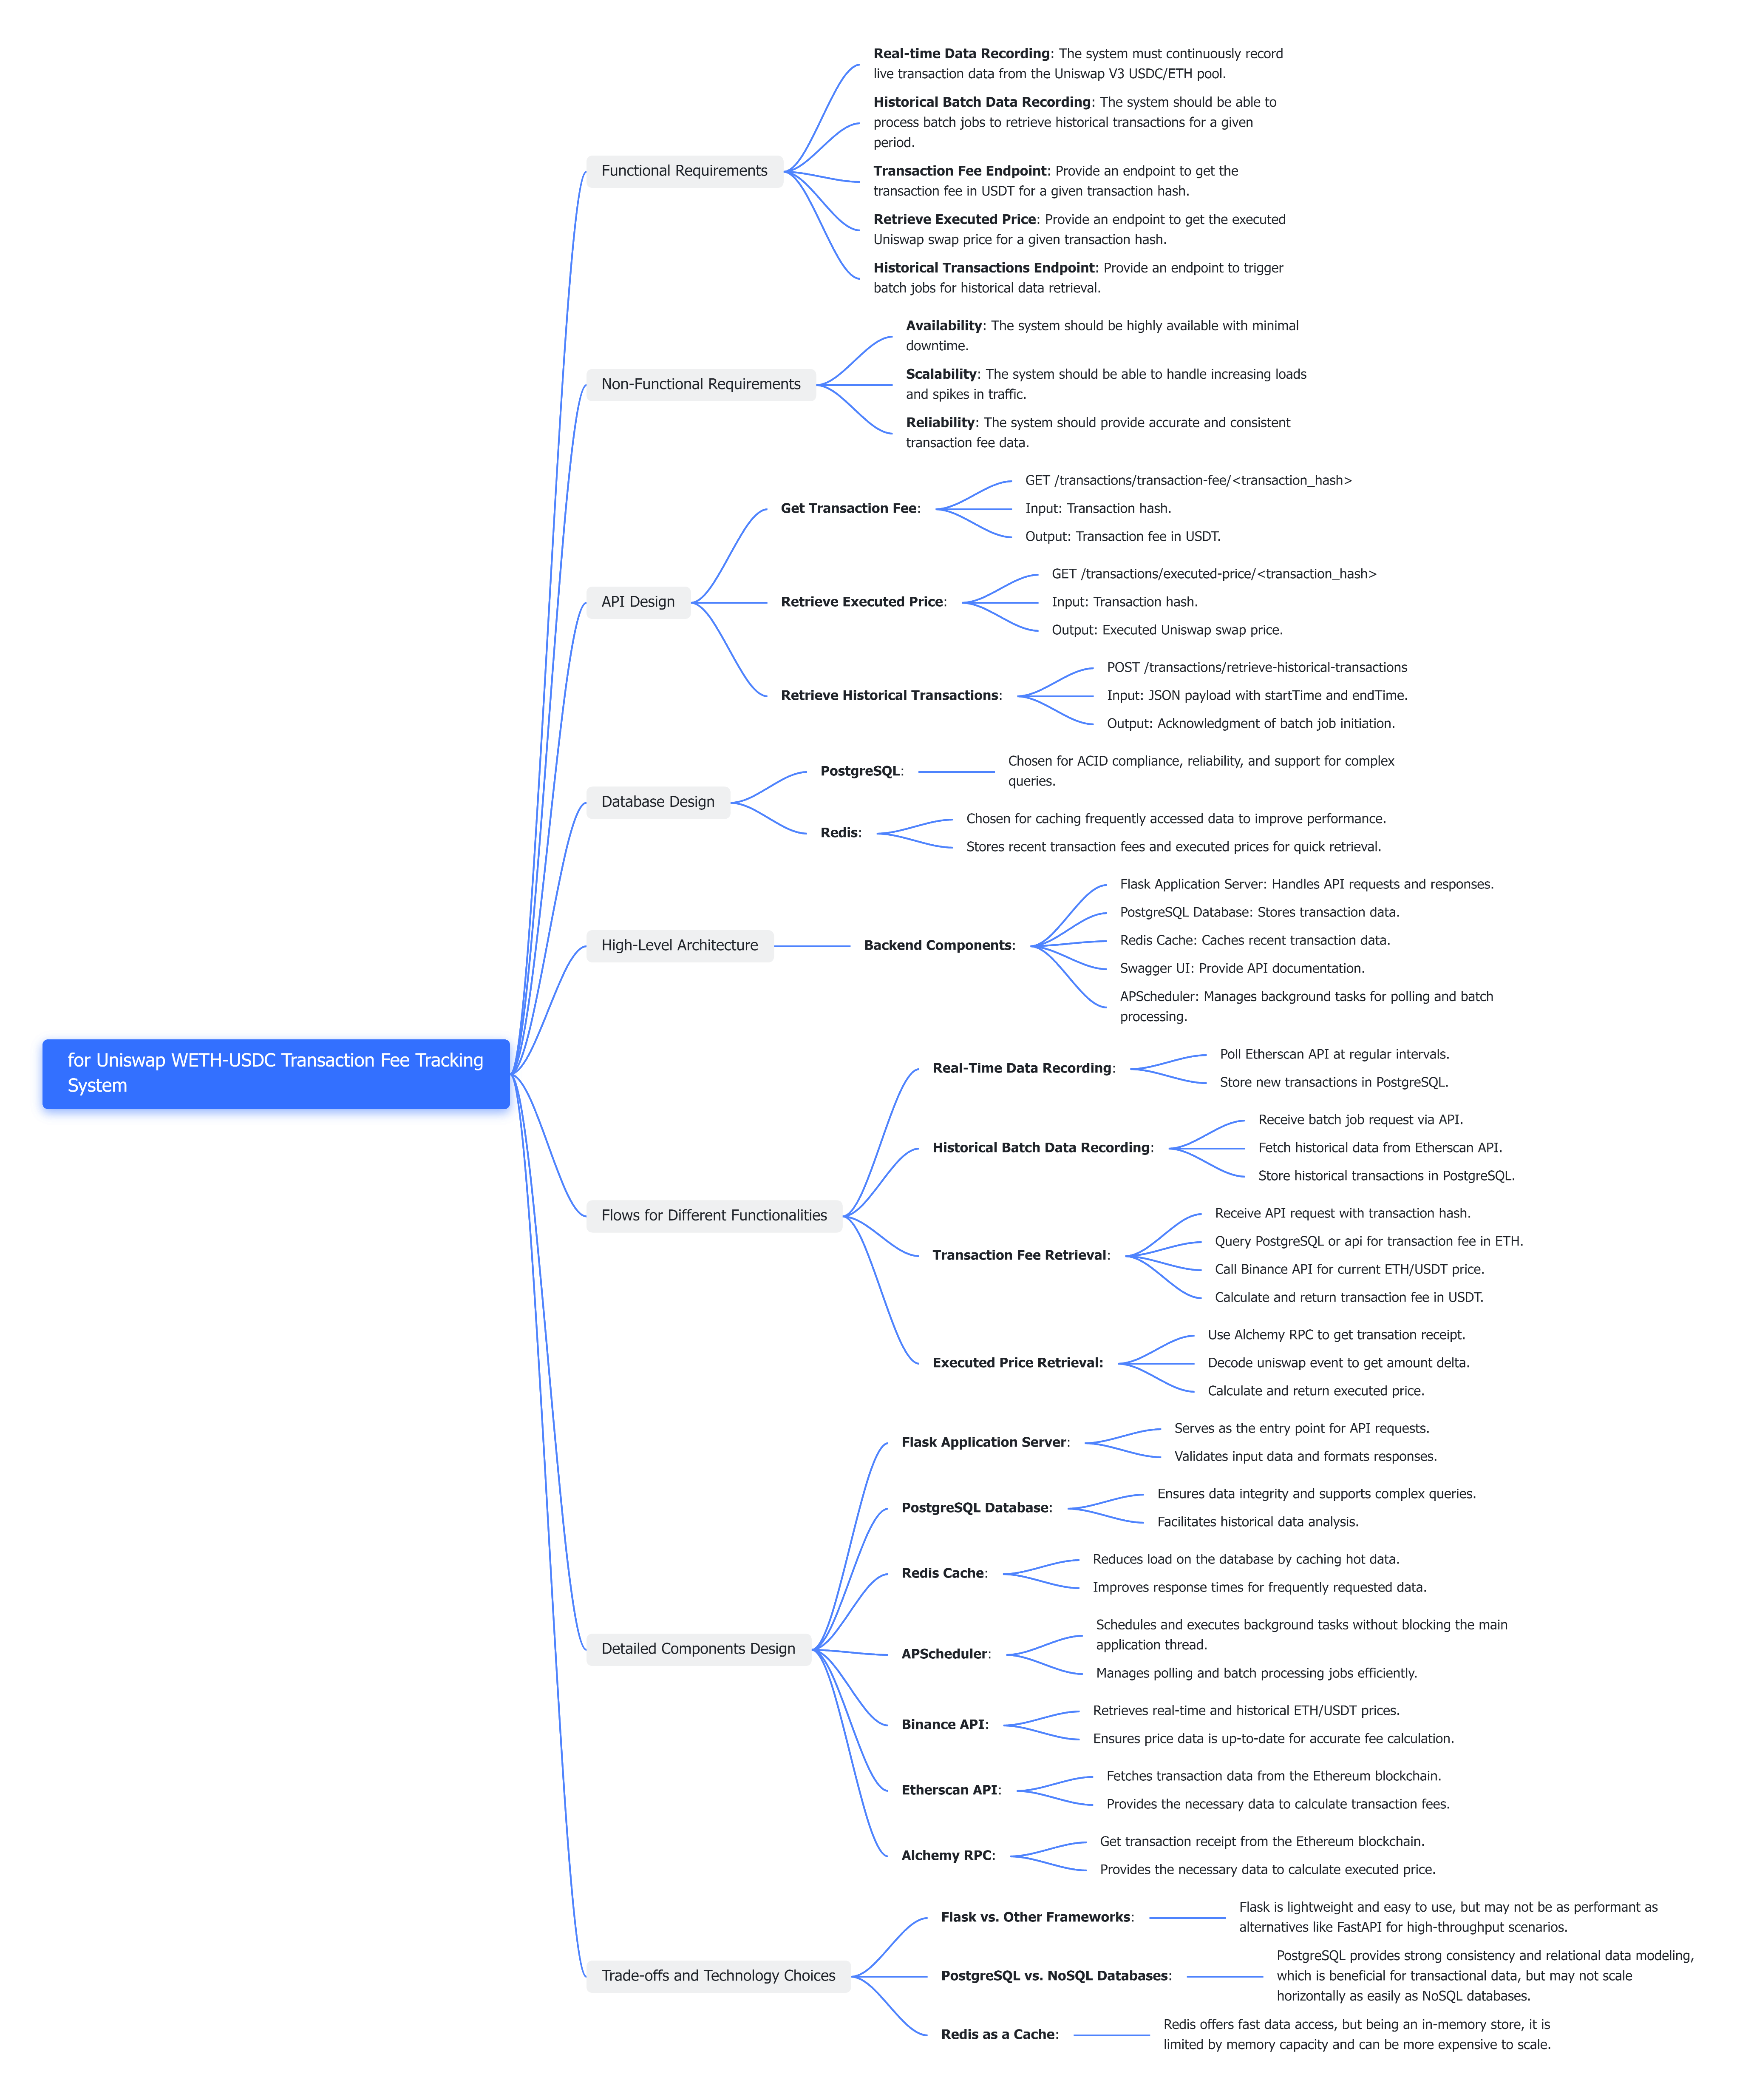 for Uniswap WETH-USDC Transaction Fee Tracking
System
Functional Requirements
Real-time Data Recording: The system must continuously record
live transaction data from the Uniswap V3 USDC/ETH pool.
Historical Batch Data Recording: The system should be able to
process batch jobs to retrieve historical transactions for a given
period.
Transaction Fee Endpoint: Provide an endpoint to get the
transaction fee in USDT for a given transaction hash.
Retrieve Executed Price: Provide an endpoint to get the executed
Uniswap swap price for a given transaction hash.
Historical Transactions Endpoint: Provide an endpoint to trigger
batch jobs for historical data retrieval.
Non-Functional Requirements
Availability: The system should be highly available with minimal
downtime.
Scalability: The system should be able to handle increasing loads
and spikes in traffic.
Reliability: The system should provide accurate and consistent
transaction fee data.
API Design
Get Transaction Fee:
GET /transactions/transaction-fee/<transaction_hash>
Input: Transaction hash.
Output: Transaction fee in USDT.
Retrieve Executed Price:
GET /transactions/executed-price/<transaction_hash>
Input: Transaction hash.
Output: Executed Uniswap swap price.
Retrieve Historical Transactions:
POST /transactions/retrieve-historical-transactions
Input: JSON payload with startTime and endTime.
Output: Acknowledgment of batch job initiation.
Database Design
PostgreSQL:
Chosen for ACID compliance, reliability, and support for complex
queries.
Redis:
Chosen for caching frequently accessed data to improve performance.
Stores recent transaction fees and executed prices for quick retrieval.
High-Level Architecture
Backend Components:
Flask Application Server: Handles API requests and responses.
PostgreSQL Database: Stores transaction data.
Redis Cache: Caches recent transaction data.
Swagger UI: Provide API documentation.
APScheduler: Manages background tasks for polling and batch
processing.
Flows for Different Functionalities
Real-Time Data Recording:
Poll Etherscan API at regular intervals.
Store new transactions in PostgreSQL.
Historical Batch Data Recording:
Receive batch job request via API.
Fetch historical data from Etherscan API.
Store historical transactions in PostgreSQL.
Transaction Fee Retrieval:
Receive API request with transaction hash.
Query PostgreSQL or api for transaction fee in ETH.
Call Binance API for current ETH/USDT price.
Calculate and return transaction fee in USDT.
Executed Price Retrieval:
Use Alchemy RPC to get transation receipt.
Decode uniswap event to get amount delta.
Calculate and return executed price.
Detailed Components Design
Flask Application Server:
Serves as the entry point for API requests.
Validates input data and formats responses.
PostgreSQL Database:
Ensures data integrity and supports complex queries.
Facilitates historical data analysis.
Redis Cache:
Reduces load on the database by caching hot data.
Improves response times for frequently requested data.
APScheduler:
Schedules and executes background tasks without blocking the main
application thread.
Manages polling and batch processing jobs efficiently.
Binance API:
Retrieves real-time and historical ETH/USDT prices.
Ensures price data is up-to-date for accurate fee calculation.
Etherscan API:
Fetches transaction data from the Ethereum blockchain.
Provides the necessary data to calculate transaction fees.
Alchemy RPC:
Get transaction receipt from the Ethereum blockchain.
Provides the necessary data to calculate executed price.
Trade-offs and Technology Choices
Flask vs. Other Frameworks:
Flask is lightweight and easy to use, but may not be as performant as
alternatives like FastAPI for high-throughput scenarios.
PostgreSQL vs. NoSQL Databases:
PostgreSQL provides strong consistency and relational data modeling,
which is beneficial for transactional data, but may not scale
horizontally as easily as NoSQL databases.
Redis as a Cache:
Redis offers fast data access, but being an in-memory store, it is
limited by memory capacity and can be more expensive to scale.